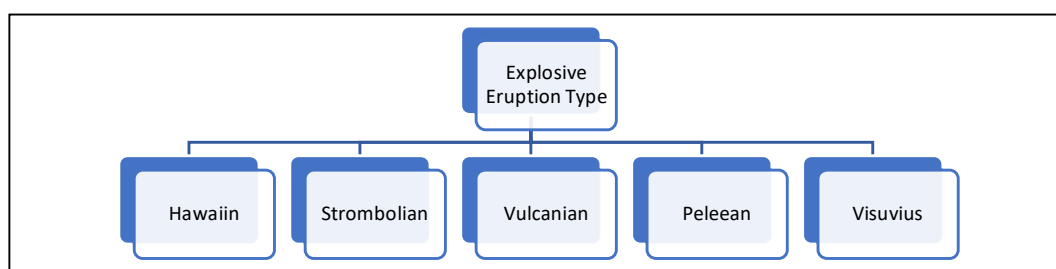 Explosive
Eruption Type
Hawaiin
Strombolian
Vulcanian
Peleean
Visuvius